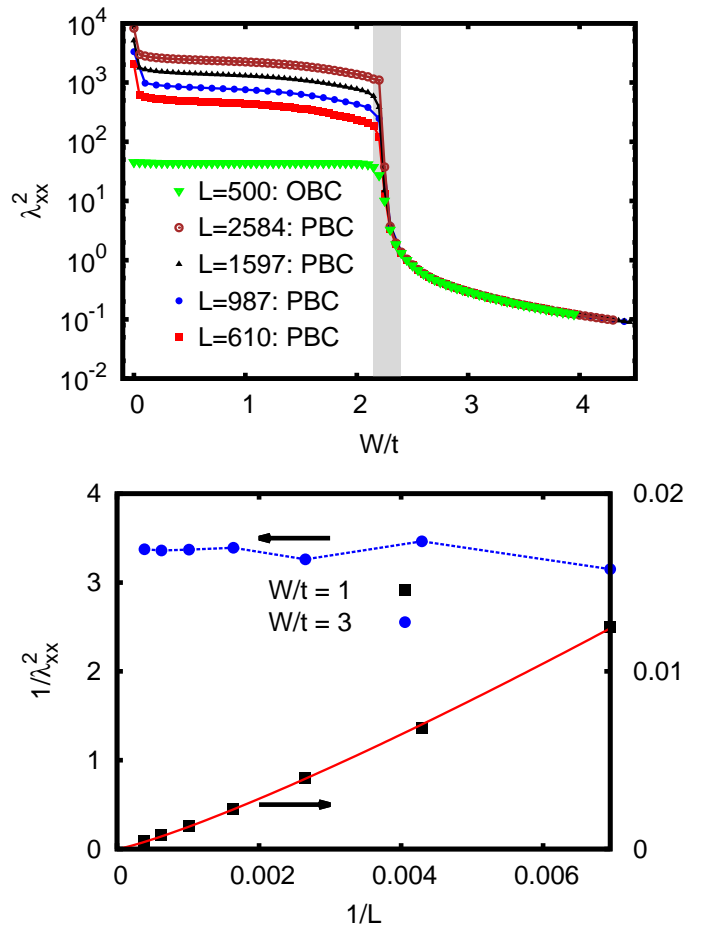 10^4
10^3
10^2
10^1
10^0
10^-1
10^-2
λ²xx
L=500: OBC
L=2584: PBC
L=1597: PBC
L=987: PBC
L=610: PBC
0 1 2 3 4
W/t
4 0.02
3
W/t = 1
W/t = 3
2 0.01
1
0 0
1/λ²xx
0 0.002 0.004 0.006
1/L